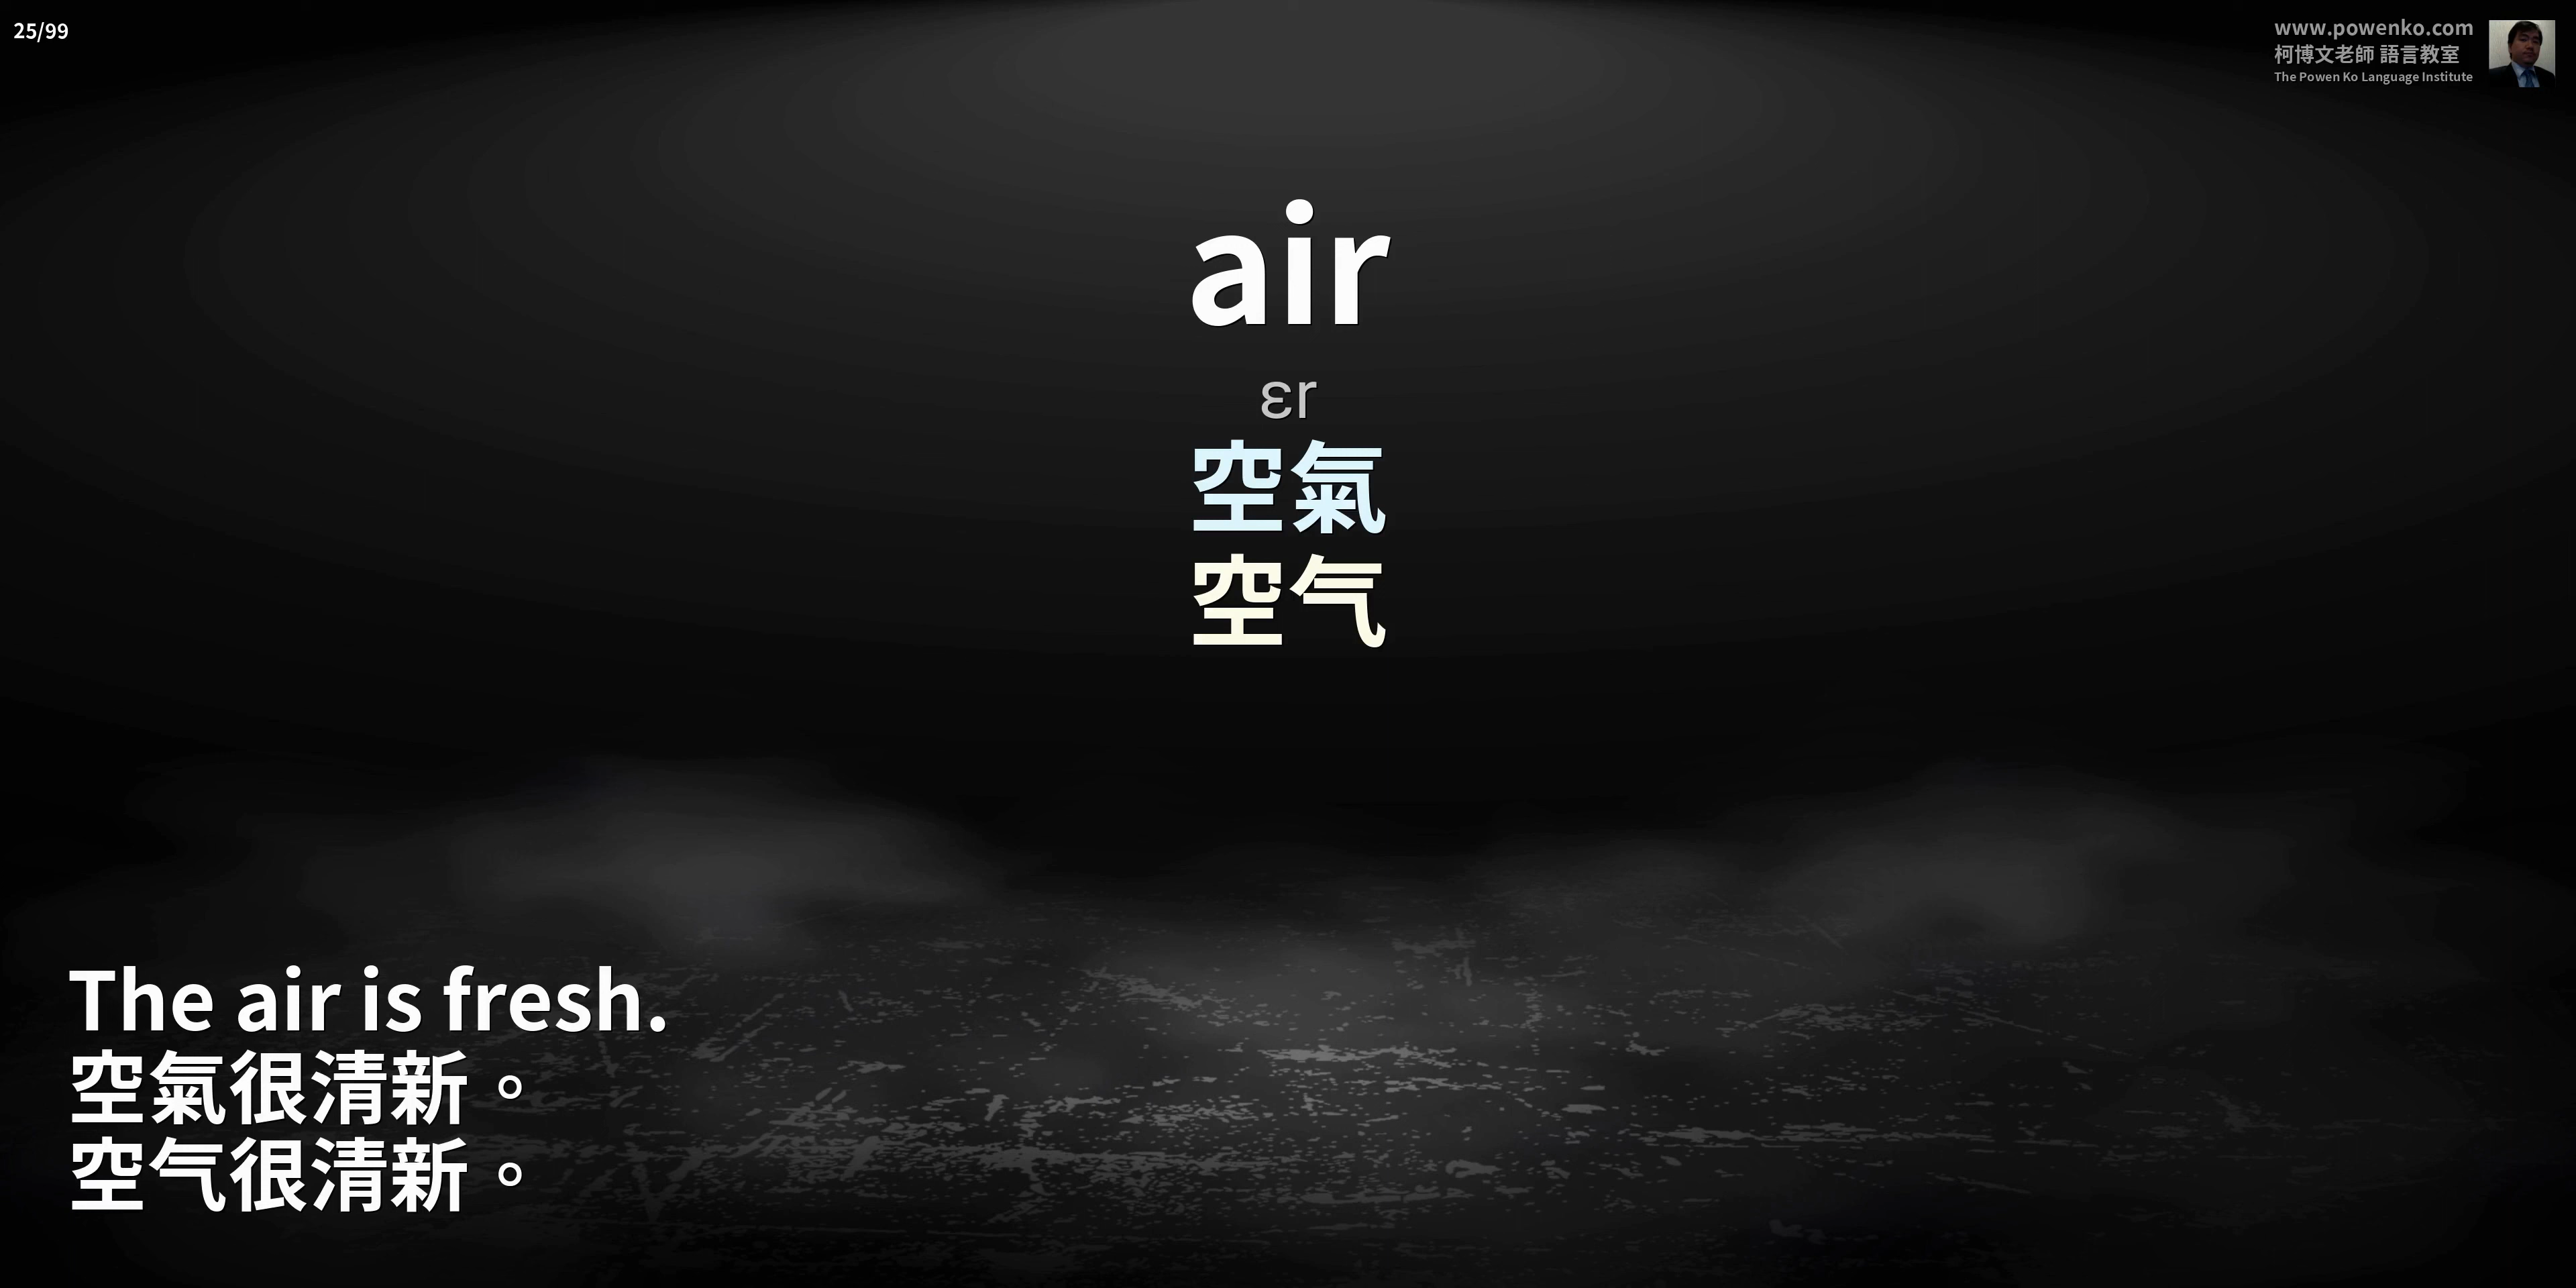 25/99
www.powenko.com
柯博文老師 語言教室
The Powen Ko Language Institute
air
εr
空氣
空气
The air is fresh.
空氣很清新。
空气很清新。